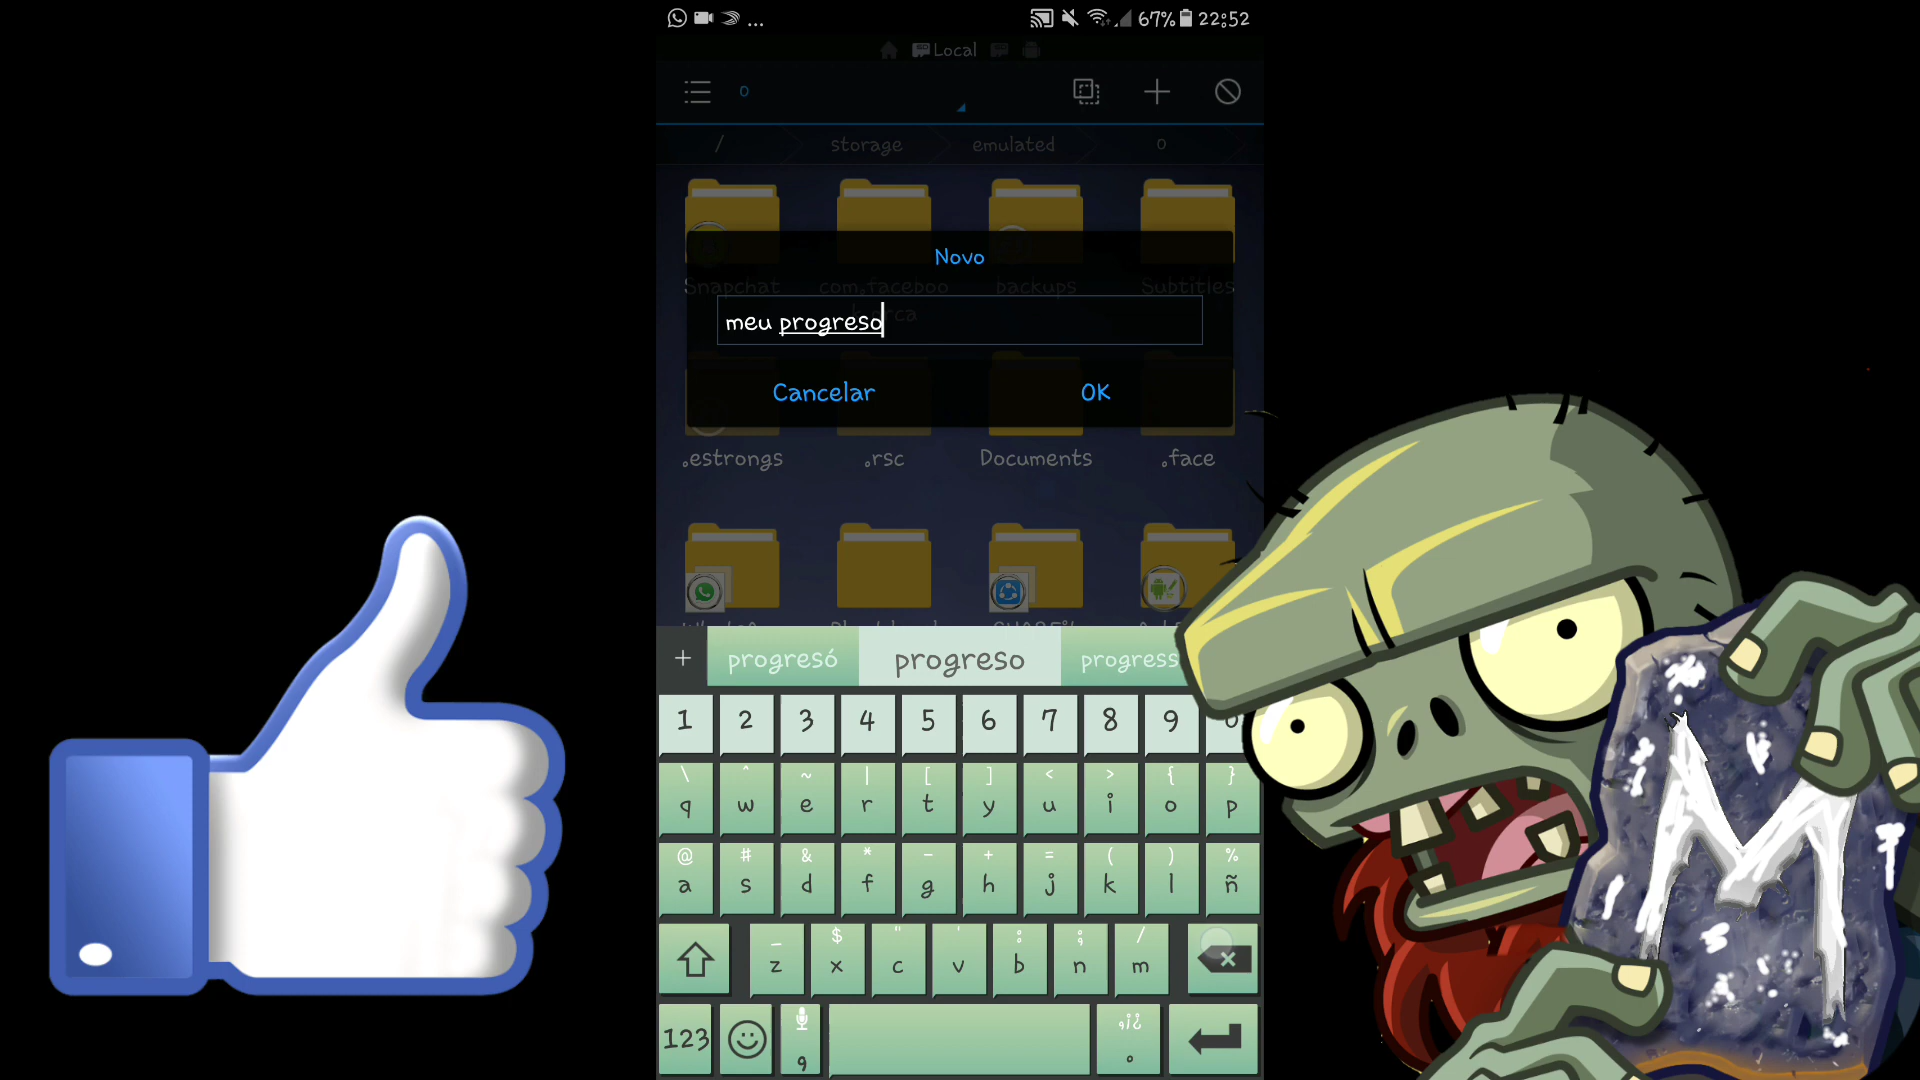 ... 67% 22:52
Local
0
/ storage emulated 0
Snapchat com.faceboo backups Subtitles
Novo
meu progreso
Cancelar OK
.estrongs .rsc Documents .face
+ progresó progreso progress
1 2 3 4 5 6 7 8 9 0
\ ^ ~ | [ ] < > { }
q w e r t y u i o p
@ # & * - + = ( ) %
a s d f g h j k l ñ
_ $ " ' : ; /
z x c v b n m
123 , ,¡¿ .
M